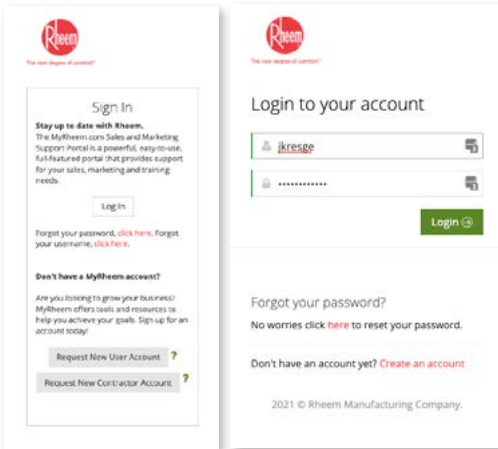 Rheem
The new degree of comfort.®
Sign In
Stay up to date with Rheem.
The MyRheem.com Sales and Marketing
Support Portal is a powerful, easy-to-use,
full-featured portal that provides support
for your sales, marketing and training
needs.
Log In
Forgot your password, click here. Forgot
your username, click here.
Don't have a MyRheem account?
Are you looking to grow your business?
MyRheem offers tools and resources to
help you achieve your goals. Sign up for an
account today!
Request New User Account ?
Request New Contractor Account ?
Rheem
The new degree of comfort.®
Login to your account
jkresge
••••••••••••
Login
Forgot your password?
No worries click here to reset your password.
Don't have an account yet? Create an account
2021 © Rheem Manufacturing Company.